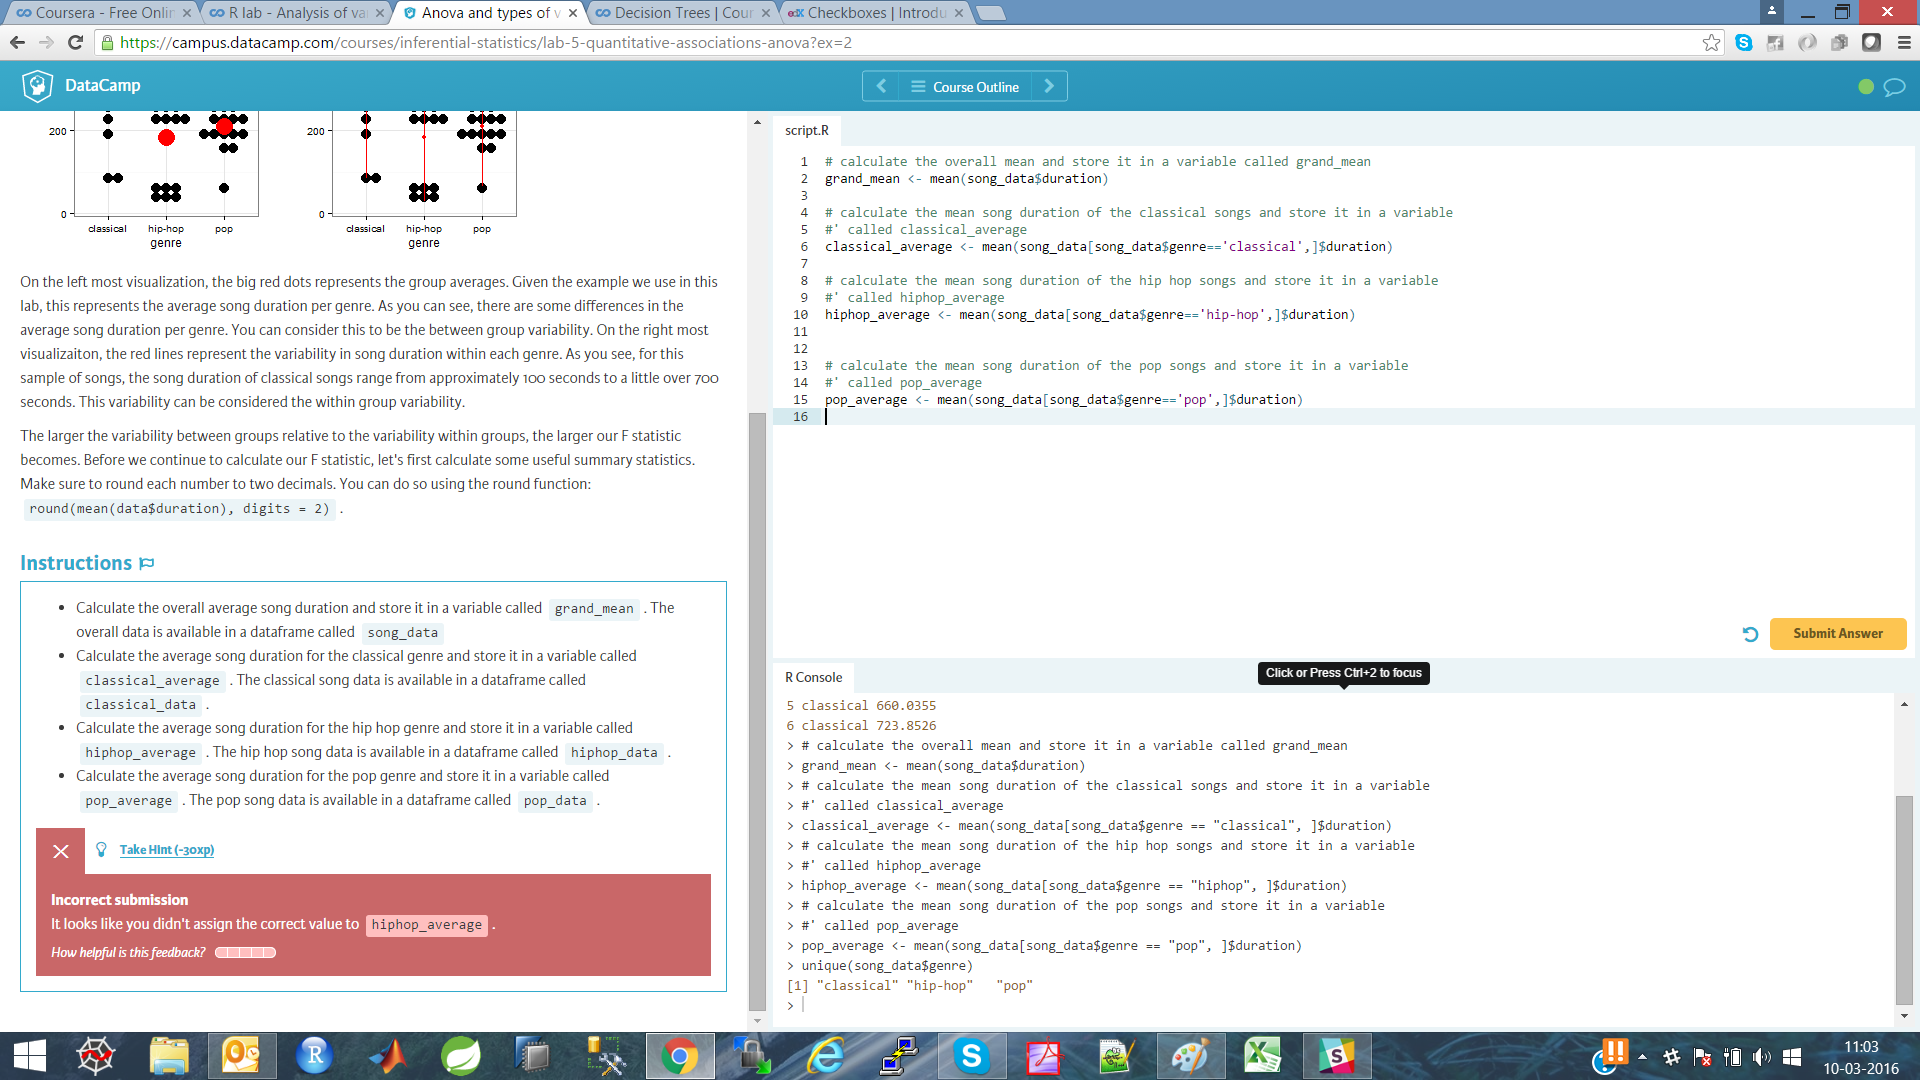 Coursera - Free Onlin
R lab - Analysis of va
Anova and types of v
Decision Trees | Cour
edX Checkboxes | Introdu
https://campus.datacamp.com/courses/inferential-statistics/lab-5-quantitative-associations-anova?ex=2
DataCamp
Course Outline
200
0
classical hip-hop pop
genre
200
0
classical hip-hop pop
genre
On the left most visualization, the big red dots represents the group averages. Given the example we use in this
lab, this represents the average song duration per genre. As you can see, there are some differences in the
average song duration per genre. You can consider this to be the between group variability. On the right most
visualizaiton, the red lines represent the variability in song duration within each genre. As you see, for this
sample of songs, the song duration of classical songs range from approximately 100 seconds to a little over 700
seconds. This variability can be considered the within group variability.
The larger the variability between groups relative to the variability within groups, the larger our F statistic
becomes. Before we continue to calculate our F statistic, let's first calculate some useful summary statistics.
Make sure to round each number to two decimals. You can do so using the round function:
round(mean(data$duration), digits = 2) .
Instructions
• Calculate the overall average song duration and store it in a variable called grand_mean . The
overall data is available in a dataframe called song_data
• Calculate the average song duration for the classical genre and store it in a variable called
classical_average . The classical song data is available in a dataframe called
classical_data .
• Calculate the average song duration for the hip hop genre and store it in a variable called
hiphop_average . The hip hop song data is available in a dataframe called hiphop_data .
• Calculate the average song duration for the pop genre and store it in a variable called
pop_average . The pop song data is available in a dataframe called pop_data .
Take Hint (-30xp)
Incorrect submission
It looks like you didn't assign the correct value to hiphop_average .
How helpful is this feedback?
script.R
1 # calculate the overall mean and store it in a variable called grand_mean
2 grand_mean <- mean(song_data$duration)
3
4 # calculate the mean song duration of the classical songs and store it in a variable
5 #' called classical_average
6 classical_average <- mean(song_data[song_data$genre=='classical',]$duration)
7
8 # calculate the mean song duration of the hip hop songs and store it in a variable
9 #' called hiphop_average
10 hiphop_average <- mean(song_data[song_data$genre=='hip-hop',]$duration)
11
12
13 # calculate the mean song duration of the pop songs and store it in a variable
14 #' called pop_average
15 pop_average <- mean(song_data[song_data$genre=='pop',]$duration)
16
Submit Answer
R Console
Click or Press Ctrl+2 to focus
5 classical 660.0355
6 classical 723.8526
> # calculate the overall mean and store it in a variable called grand_mean
> grand_mean <- mean(song_data$duration)
> # calculate the mean song duration of the classical songs and store it in a variable
> #' called classical_average
> classical_average <- mean(song_data[song_data$genre == "classical", ]$duration)
> # calculate the mean song duration of the hip hop songs and store it in a variable
> #' called hiphop_average
> hiphop_average <- mean(song_data[song_data$genre == "hiphop", ]$duration)
> # calculate the mean song duration of the pop songs and store it in a variable
> #' called pop_average
> pop_average <- mean(song_data[song_data$genre == "pop", ]$duration)
> unique(song_data$genre)
[1] "classical" "hip-hop" "pop"
>
11:03
10-03-2016